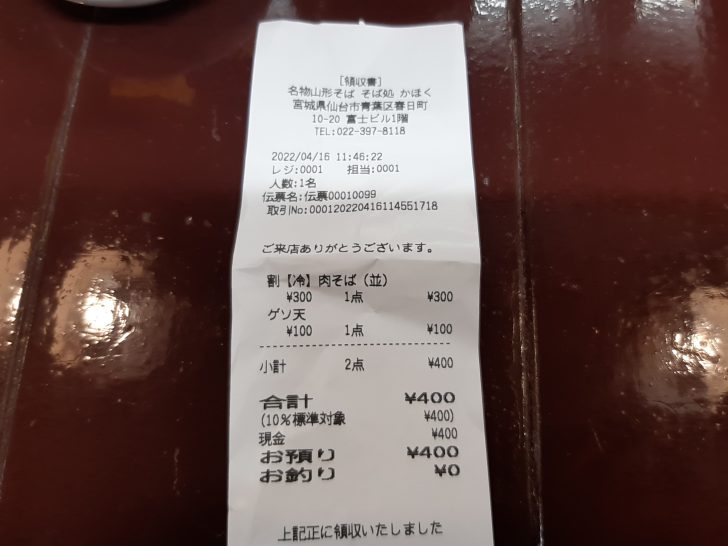 [領収書]
名物山形そば そば処 かほく
宮城県仙台市青葉区春日町
10-20 富士ビル1階
TEL:022-397-8118
2022/04/16 11:46:22
レジ:0001 担当:0001
人数:1名
伝票名:伝票00010099
取引No:000120220416114551718
ご来店ありがとうございます。
割【冷】肉そば(並)
¥300 1点 ¥300
ゲソ天
¥100 1点 ¥100
小計 2点 ¥400
合計 ¥400
(10%標準対象 ¥400)
現金 ¥400
お預り ¥400
お釣り ¥0
上記正に領収いたしました